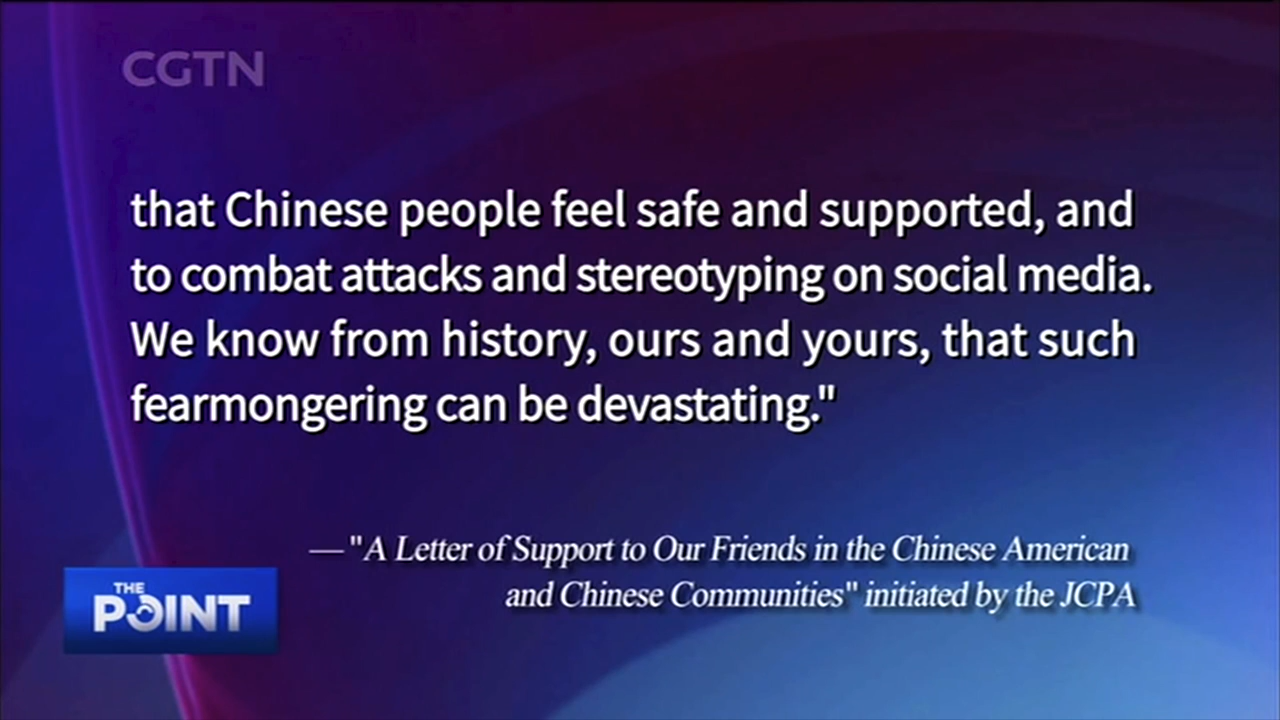 CGTN
that Chinese people feel safe and supported, and
to combat attacks and stereotyping on social media.
We know from history, ours and yours, that such
fearmongering can be devastating."
— "A Letter of Support to Our Friends in the Chinese American
and Chinese Communities" initiated by the JCPA
THE
POINT